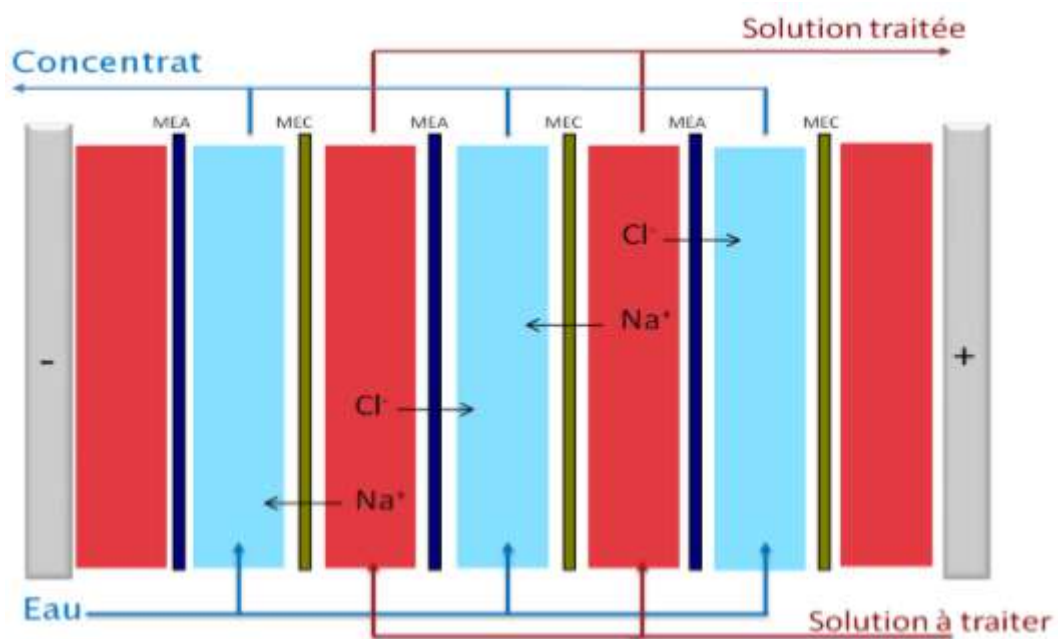 Solution traitée
Concentrat
MEA MEC MEA MEC MEA MEC
Cl⁻
Na⁺
- +
Cl⁻
Na⁺
Eau
Solution à traiter